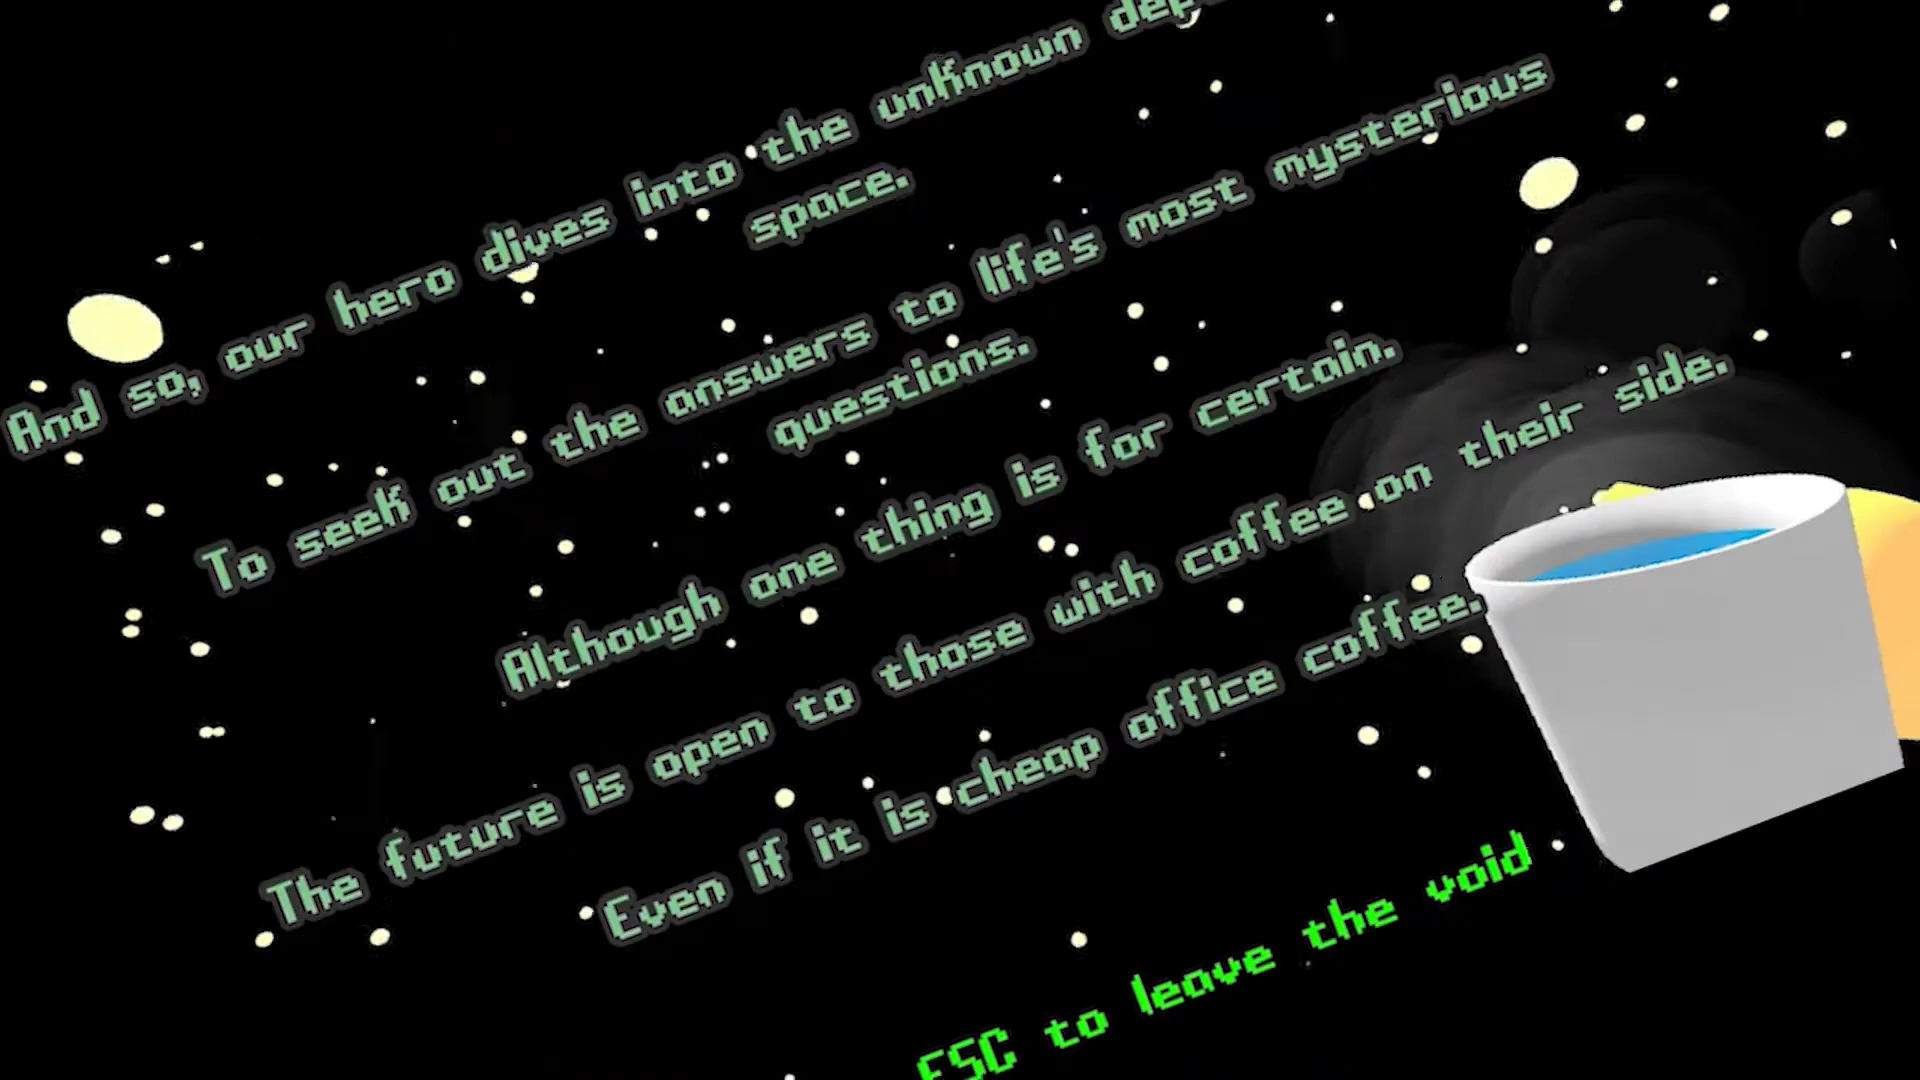 And so, our hero dives into the unknown
space.
To seek out the answers to life's most mysterious
questions.
Although one thing is for certain.
The future is open to those with coffee on their side.
Even if it is cheap office coffee.
ESC to leave the void